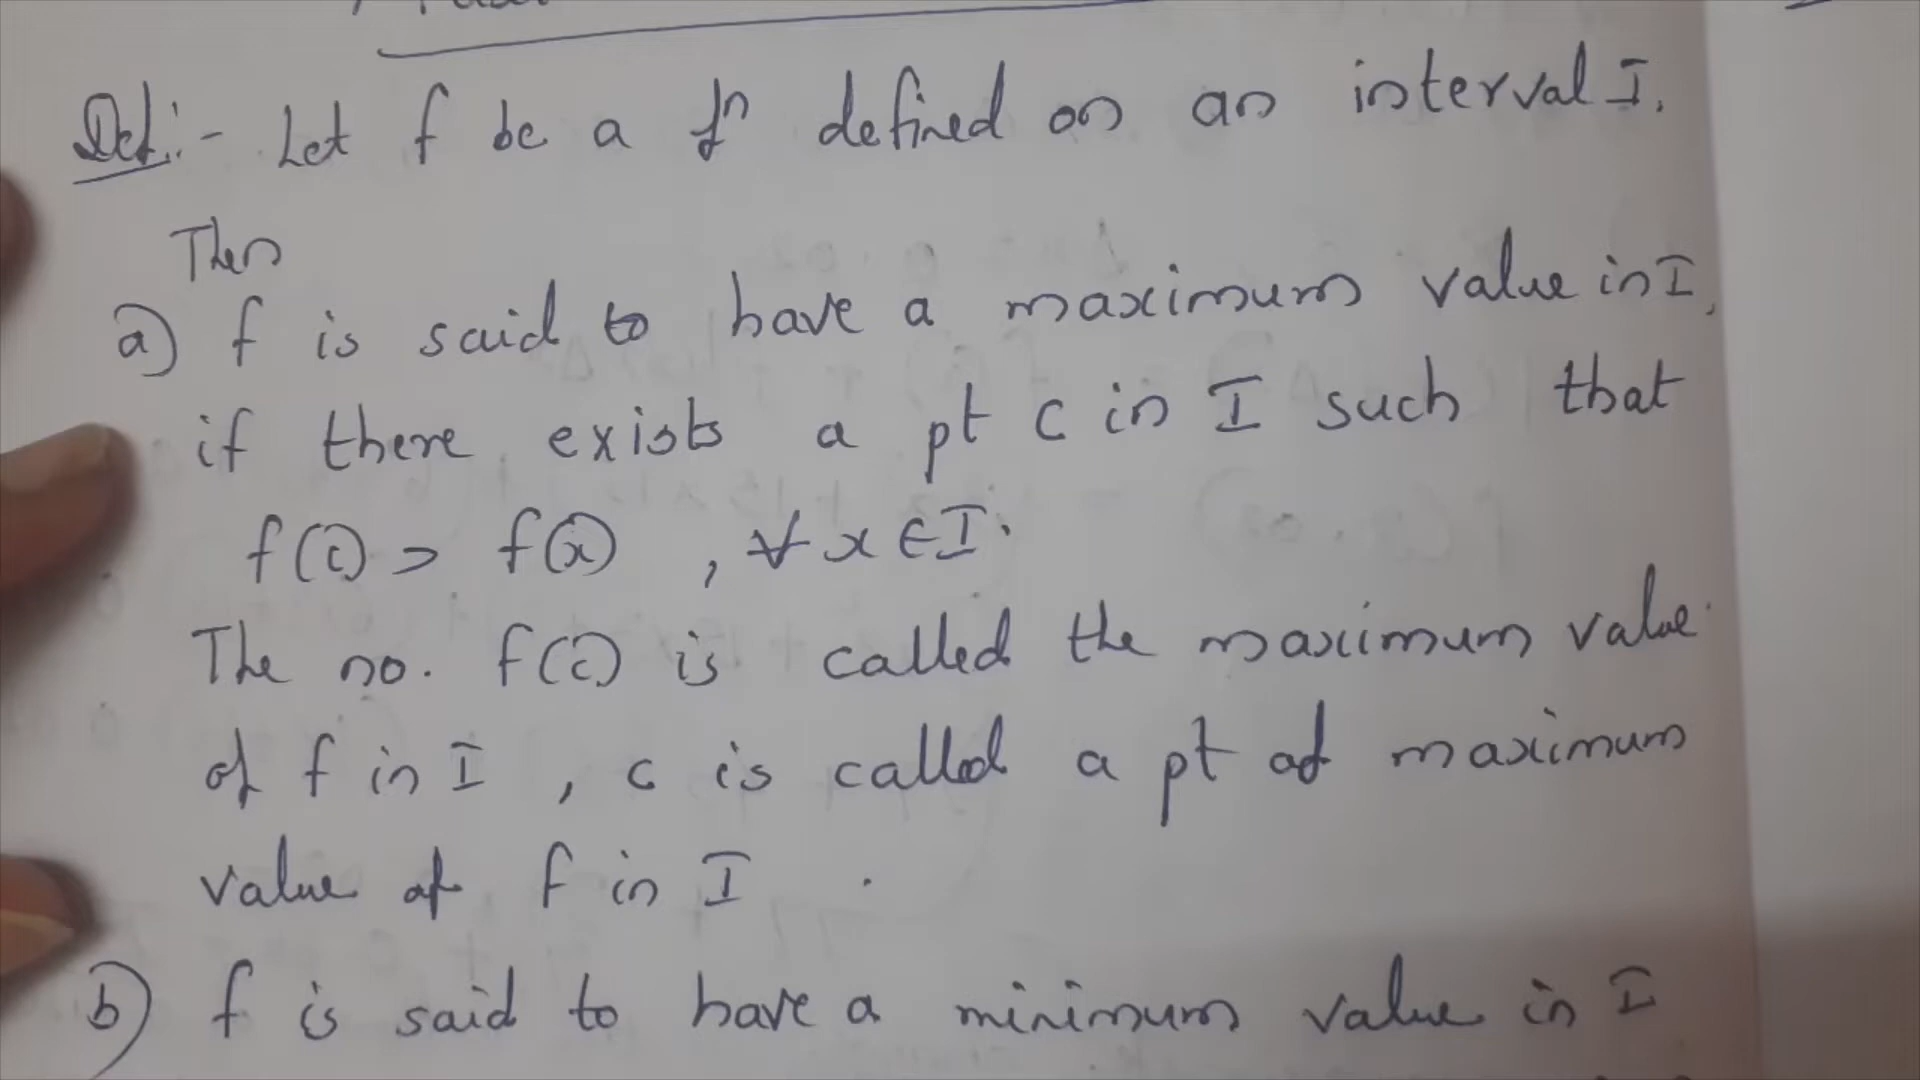 Def:- Let f be a fn defined on an interval I.
Then
a) f is said to have a maximum value in I,
if there exists a pt c in I such that
f(c) > f(x) , ∀ x ∈ I.
The no. f(c) is called the maximum value
of f in I , c is called a pt of maximum
value of f in I .
b) f is said to have a minimum value in I